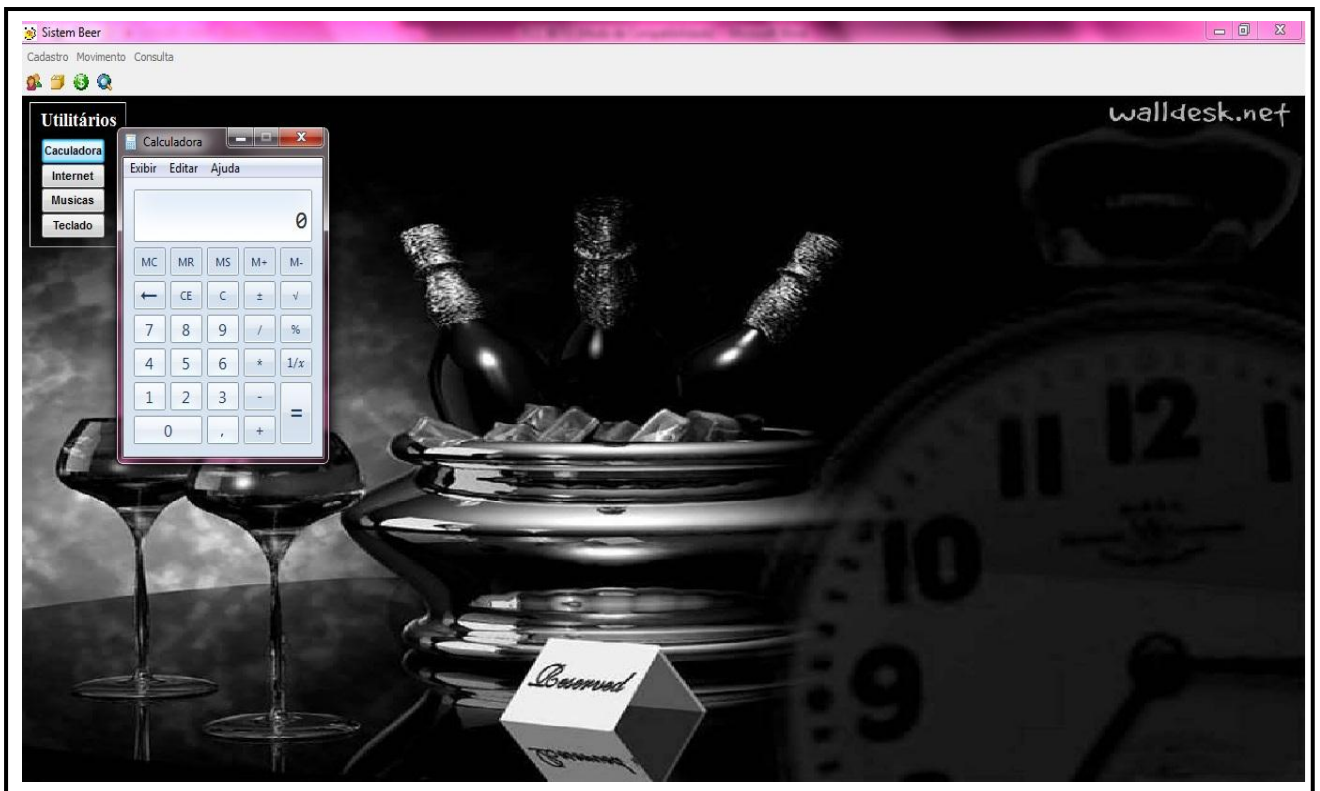 Sistem Beer
Cadastro Movimento Consulta
walldesk.net
Utilitários
Caculadora
Internet
Musicas
Teclado
Calculadora
Exibir Editar Ajuda
0
MC MR MS M+ M-
← CE C ± √
7 8 9 / %
4 5 6 * 1/x
1 2 3 - =
0 , +
12
11
1
10
9
Reserved